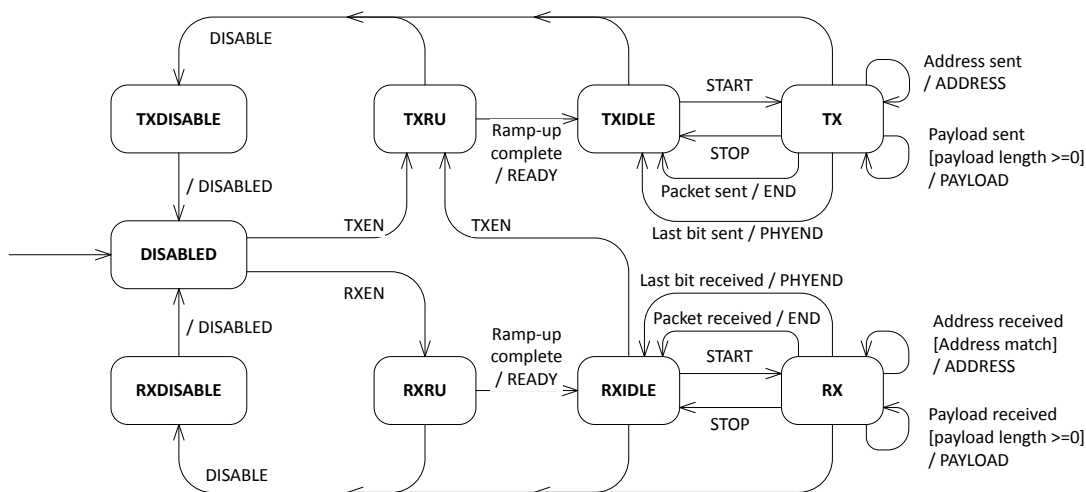 DISABLE
TXDISABLE
TXRU
Ramp-up
complete
/ READY
TXIDLE
START
STOP
TX
Address sent
/ ADDRESS
Payload sent
[payload length >=0]
/ PAYLOAD
Packet sent / END
Last bit sent / PHYEND
/ DISABLED
DISABLED
TXEN
TXEN
RXEN
/ DISABLED
RXDISABLE
RXRU
Ramp-up
complete
/ READY
RXIDLE
Last bit received / PHYEND
Packet received / END
START
STOP
RX
Address received
[Address match]
/ ADDRESS
Payload received
[payload length >=0]
/ PAYLOAD
DISABLE